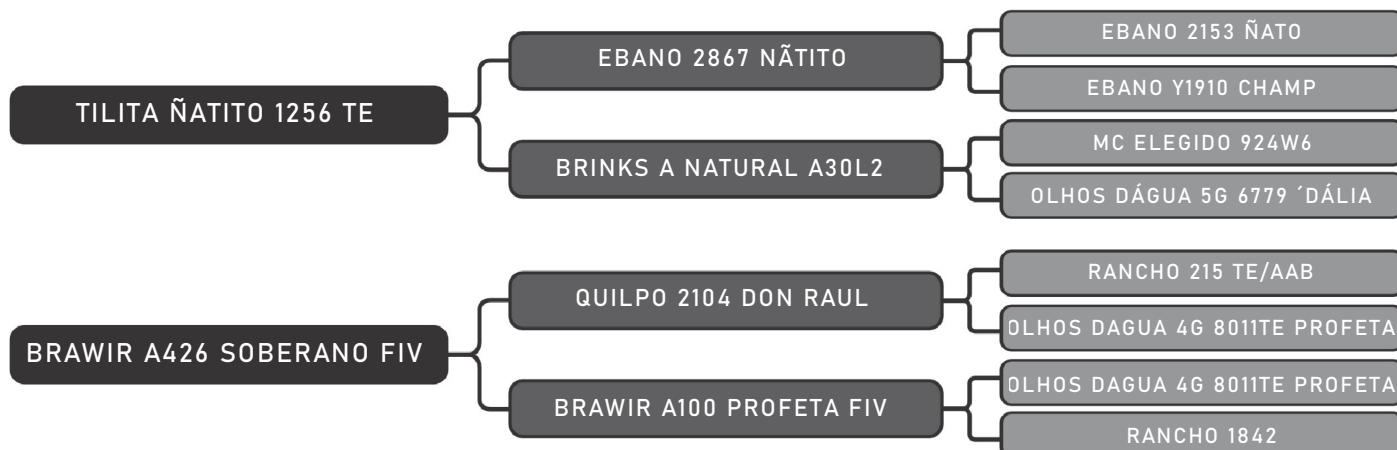 TILITA ÑATITO 1256 TE
EBANO 2867 NÃTITO
EBANO 2153 ÑATO
EBANO Y1910 CHAMP
BRINKS A NATURAL A30L2
MC ELEGIDO 924W6
OLHOS DÁGUA 5G 6779 ´DÁLIA
BRAWIR A426 SOBERANO FIV
QUILPO 2104 DON RAUL
RANCHO 215 TE/AAB
OLHOS DAGUA 4G 8011TE PROFETA
BRAWIR A100 PROFETA FIV
OLHOS DAGUA 4G 8011TE PROFETA
RANCHO 1842